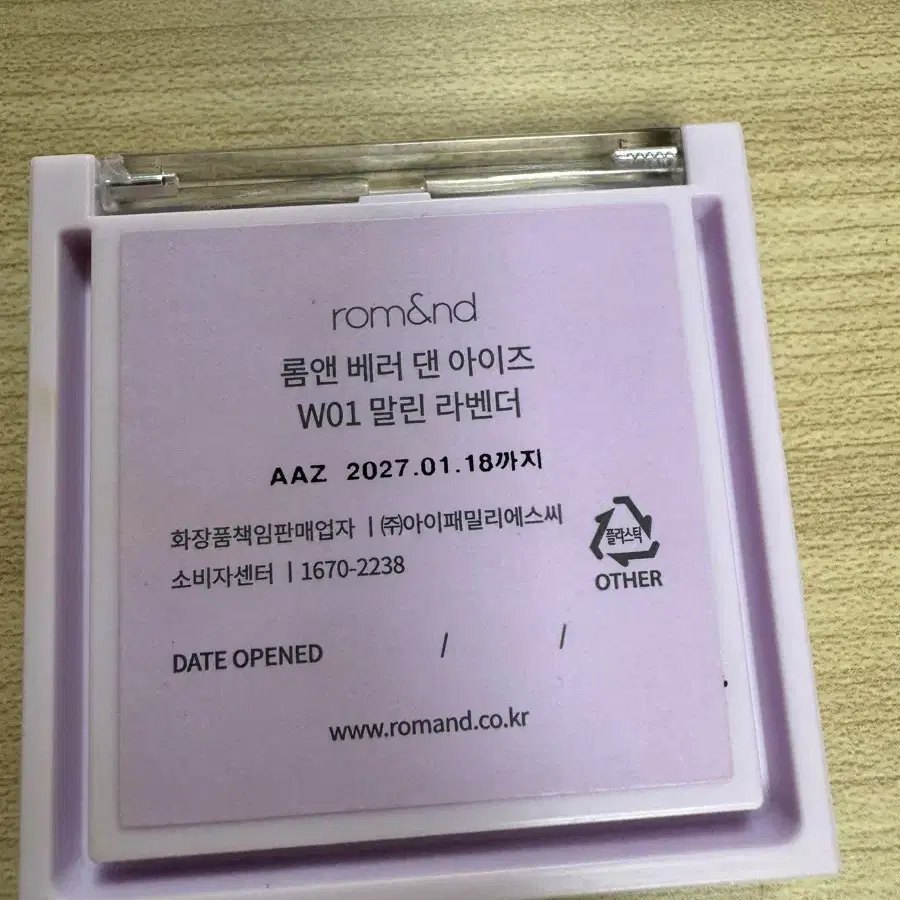 rom&nd
롬앤 베러 댄 아이즈
W01 말린 라벤더
AAZ 2027.01.18까지
화장품책임판매업자 ㅣ㈜아이패밀리에스씨
소비자센터 ㅣ1670-2238
플라스틱
OTHER
DATE OPENED / /
www.romand.co.kr